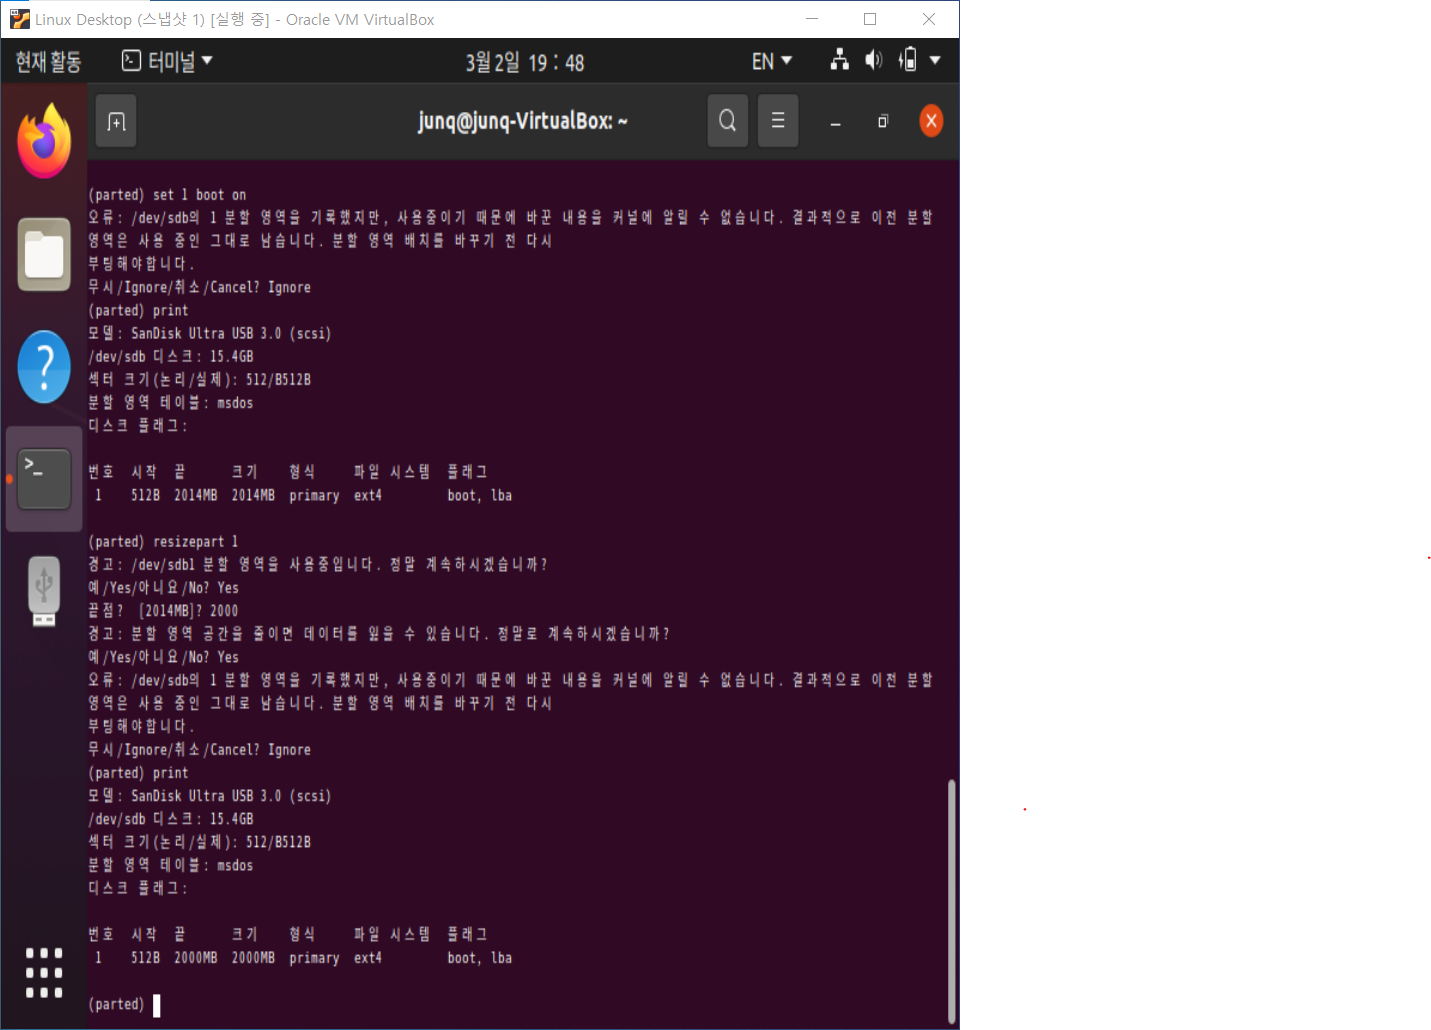 Linux Desktop (스냅샷 1) [실행 중] - Oracle VM VirtualBox
현재 활동 터미널 3월 2일 19 : 48 EN
junq@junq-VirtualBox: ~
(parted) set 1 boot on
오류: /dev/sdb의 1 분할 영역을 기록했지만, 사용중이기 때문에 바꾼 내용을 커널에 알릴 수 없습니다. 결과적으로 이전 분할
영역은 사용 중인 그대로 남습니다. 분할 영역 배치를 바꾸기 전 다시
부팅해야합니다.
무시/Ignore/취소/Cancel? Ignore
(parted) print
모델: SanDisk Ultra USB 3.0 (scsi)
/dev/sdb 디스크: 15.4GB
섹터 크기(논리/실제): 512/B512B
분할 영역 테이블: msdos
디스크 플래그:
번호 시작 끝 크기 형식 파일 시스템 플래그
1 512B 2014MB 2014MB primary ext4 boot, lba
(parted) resizepart 1
경고: /dev/sdb1 분할 영역을 사용중입니다. 정말 계속하시겠습니까?
예/Yes/아니요/No? Yes
끝점? [2014MB]? 2000
경고: 분할 영역 공간을 줄이면 데이터를 잃을 수 있습니다. 정말로 계속하시겠습니까?
예/Yes/아니요/No? Yes
오류: /dev/sdb의 1 분할 영역을 기록했지만, 사용중이기 때문에 바꾼 내용을 커널에 알릴 수 없습니다. 결과적으로 이전 분할
영역은 사용 중인 그대로 남습니다. 분할 영역 배치를 바꾸기 전 다시
부팅해야합니다.
무시/Ignore/취소/Cancel? Ignore
(parted) print
모델: SanDisk Ultra USB 3.0 (scsi)
/dev/sdb 디스크: 15.4GB
섹터 크기(논리/실제): 512/B512B
분할 영역 테이블: msdos
디스크 플래그:
번호 시작 끝 크기 형식 파일 시스템 플래그
1 512B 2000MB 2000MB primary ext4 boot, lba
(parted)